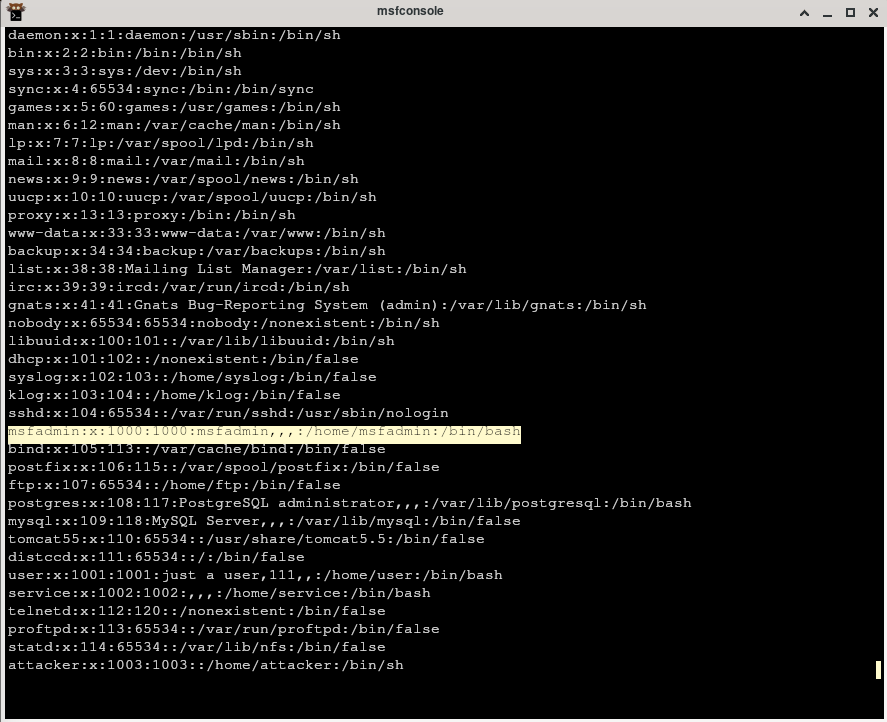 msfconsole
daemon:x:1:1:daemon:/usr/sbin:/bin/sh
bin:x:2:2:bin:/bin:/bin/sh
sys:x:3:3:sys:/dev:/bin/sh
sync:x:4:65534:sync:/bin:/bin/sync
games:x:5:60:games:/usr/games:/bin/sh
man:x:6:12:man:/var/cache/man:/bin/sh
lp:x:7:7:lp:/var/spool/lpd:/bin/sh
mail:x:8:8:mail:/var/mail:/bin/sh
news:x:9:9:news:/var/spool/news:/bin/sh
uucp:x:10:10:uucp:/var/spool/uucp:/bin/sh
proxy:x:13:13:proxy:/bin:/bin/sh
www-data:x:33:33:www-data:/var/www:/bin/sh
backup:x:34:34:backup:/var/backups:/bin/sh
list:x:38:38:Mailing List Manager:/var/list:/bin/sh
irc:x:39:39:ircd:/var/run/ircd:/bin/sh
gnats:x:41:41:Gnats Bug-Reporting System (admin):/var/lib/gnats:/bin/sh
nobody:x:65534:65534:nobody:/nonexistent:/bin/sh
libuuid:x:100:101::/var/lib/libuuid:/bin/sh
dhcp:x:101:102::/nonexistent:/bin/false
syslog:x:102:103::/home/syslog:/bin/false
klog:x:103:104::/home/klog:/bin/false
sshd:x:104:65534::/var/run/sshd:/usr/sbin/nologin
msfadmin:x:1000:1000:msfadmin,,,:/home/msfadmin:/bin/bash
bind:x:105:113::/var/cache/bind:/bin/false
postfix:x:106:115::/var/spool/postfix:/bin/false
ftp:x:107:65534::/home/ftp:/bin/false
postgres:x:108:117:PostgreSQL administrator,,,:/var/lib/postgresql:/bin/bash
mysql:x:109:118:MySQL Server,,,:/var/lib/mysql:/bin/false
tomcat55:x:110:65534::/usr/share/tomcat5.5:/bin/false
distccd:x:111:65534::/:/bin/false
user:x:1001:1001:just a user,111,,:/home/user:/bin/bash
service:x:1002:1002:,,,:/home/service:/bin/bash
telnetd:x:112:120::/nonexistent:/bin/false
proftpd:x:113:65534::/var/run/proftpd:/bin/false
statd:x:114:65534::/var/lib/nfs:/bin/false
attacker:x:1003:1003::/home/attacker:/bin/sh